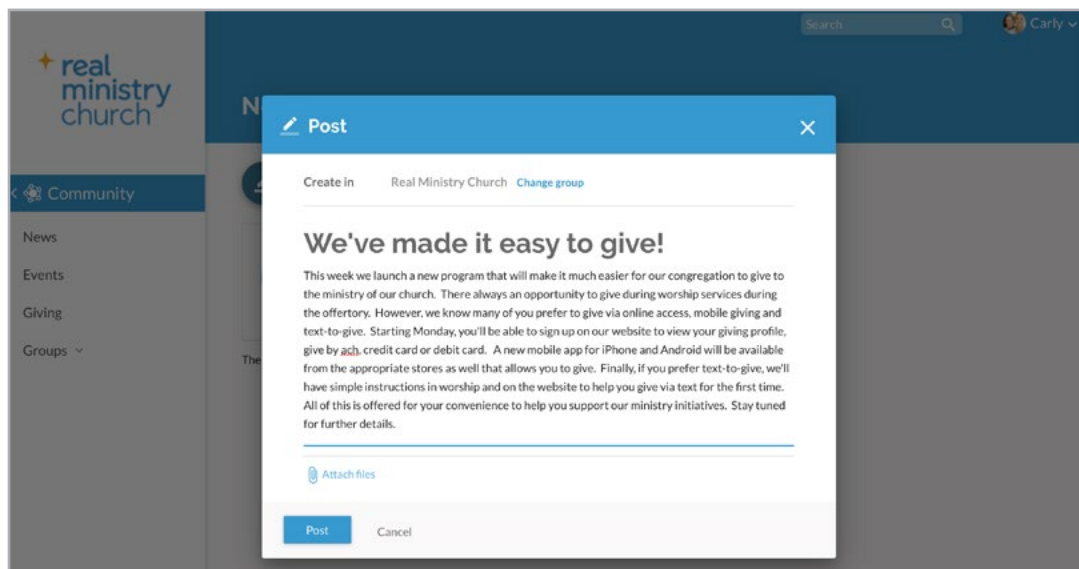 Search
Carly
real
ministry
church
N
Post
Create in Real Ministry Church Change group
Community
News
Events
Giving
Groups
The
We've made it easy to give!
This week we launch a new program that will make it much easier for our congregation to give to
the ministry of our church. There always an opportunity to give during worship services during
the offertory. However, we know many of you prefer to give via online access, mobile giving and
text-to-give. Starting Monday, you'll be able to sign up on our website to view your giving profile,
give by ach, credit card or debit card. A new mobile app for iPhone and Android will be available
from the appropriate stores as well that allows you to give. Finally, if you prefer text-to-give, we'll
have simple instructions in worship and on the website to help you give via text for the first time.
All of this is offered for your convenience to help you support our ministry initiatives. Stay tuned
for further details.
Attach files
Post Cancel